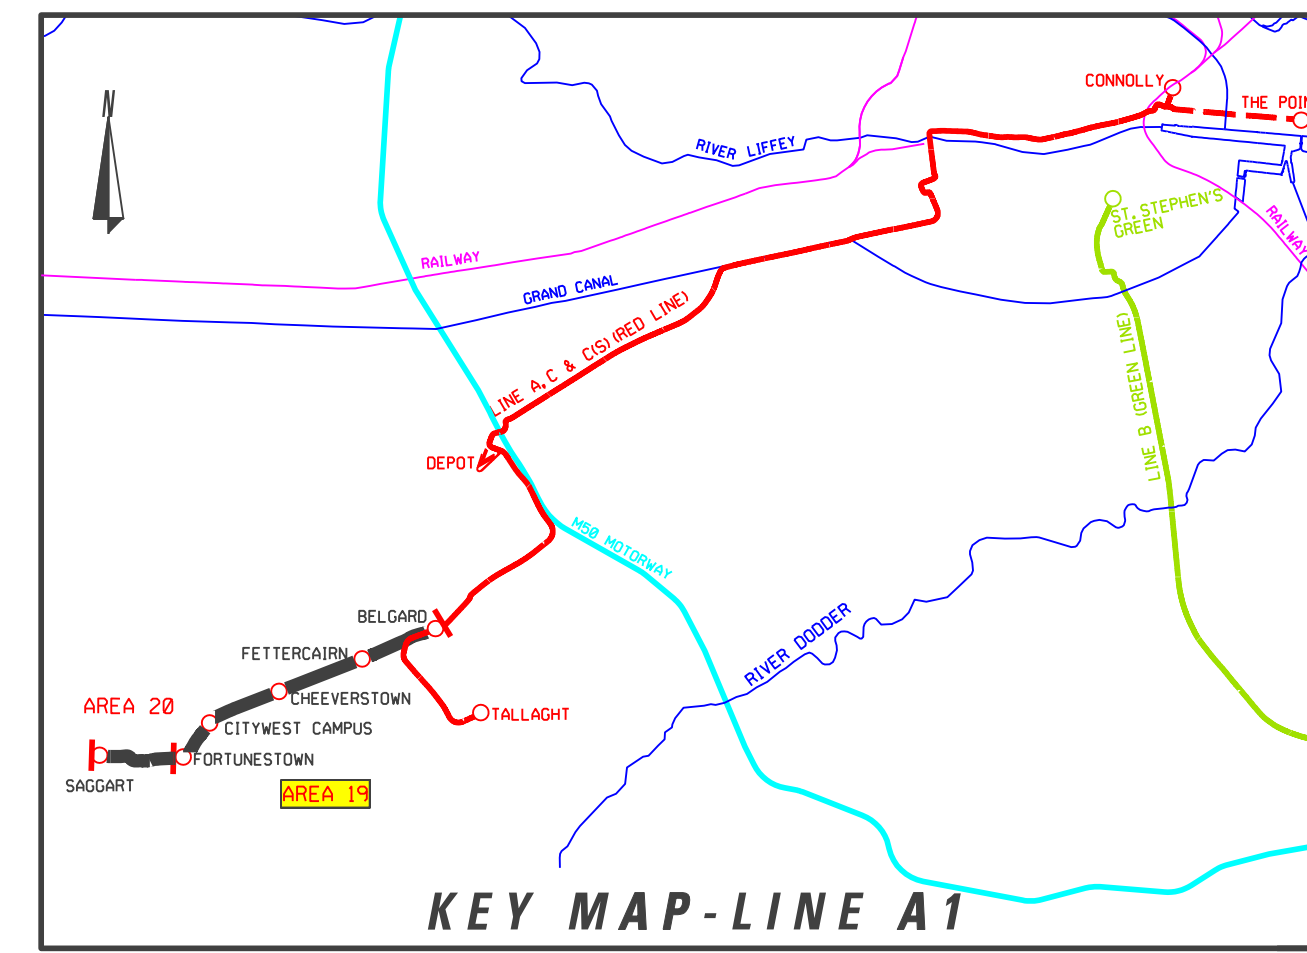 N
CONNOLLY
THE POIN
RIVER LIFFEY
ST. STEPHEN'S
GREEN
RAILWAY
RAILWAY
GRAND CANAL
LINE A,C & C(S)(RED LINE)
LINE B (GREEN LINE)
DEPOT
M50 MOTORWAY
BELGARD
RIVER DODDER
FETTERCAIRN
CHEEVERSTOWN
AREA 20
TALLAGHT
CITYWEST CAMPUS
FORTUNESTOWN
SAGGART
AREA 19
KEY MAP-LINE A1